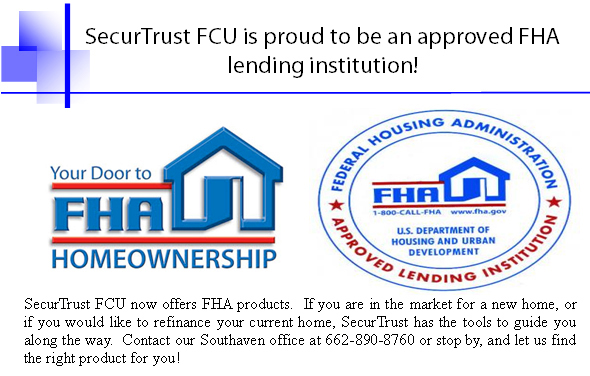 SecurTrust FCU is proud to be an approved FHA
lending institution!
Your Door to
FHA
HOMEOWNERSHIP
FEDERAL HOUSING ADMINISTRATION
FHA
1-800-CALL-FHA www.fha.gov
U.S. DEPARTMENT OF
HOUSING AND URBAN
DEVELOPMENT
★ APPROVED LENDING INSTITUTION ★
SecurTrust FCU now offers FHA products. If you are in the market for a new home, or
if you would like to refinance your current home, SecurTrust has the tools to guide you
along the way. Contact our Southaven office at 662-890-8760 or stop by, and let us find
the right product for you!